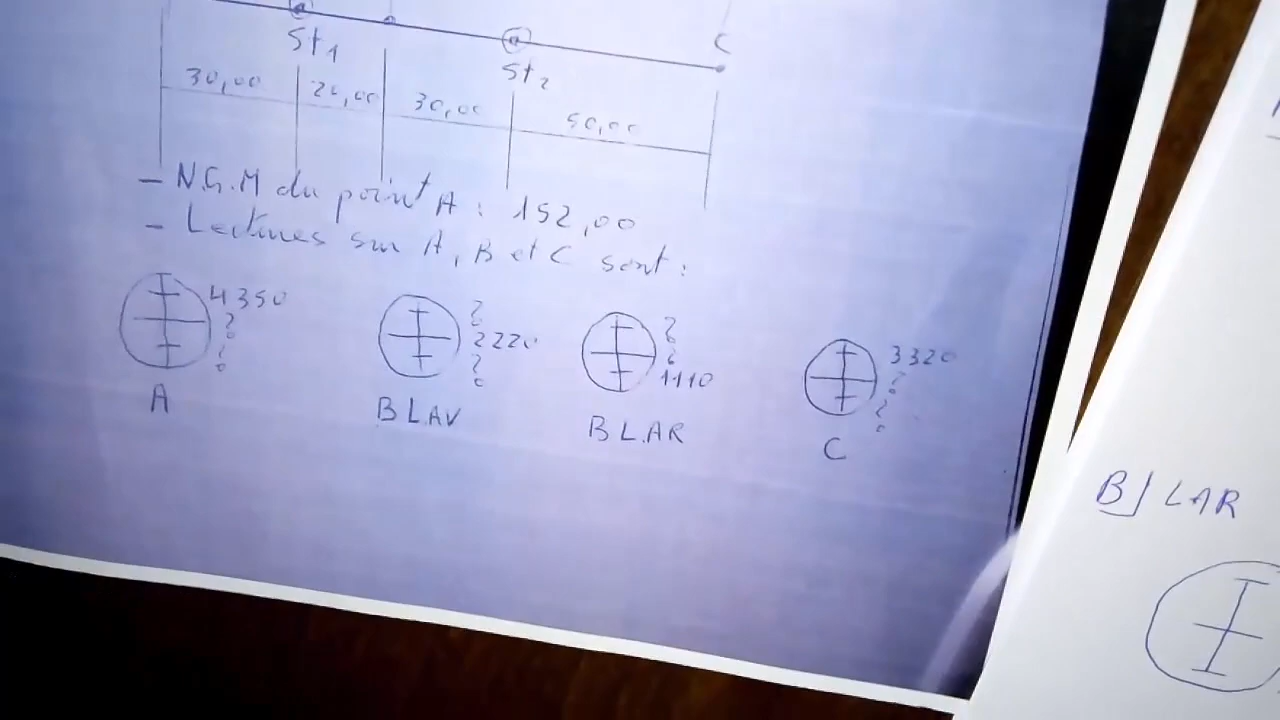 C
St1
St2
30,00 20,00 30,00 50,00
- N.G.M du point A : 152,00
- Lectures sur A, B et C sont :
4350
?
?
A
?
2220
?
B LAV
?
?
1110
B LAR
3320
?
?
C
B/ LAR